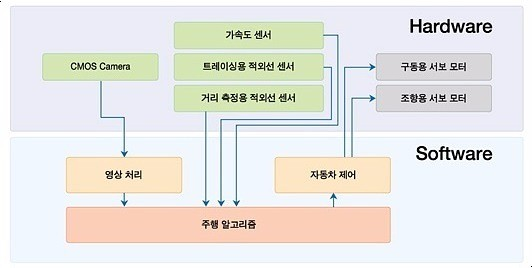 Hardware
가속도 센서
CMOS Camera
트레이싱용 적외선 센서
구동용 서보 모터
거리 측정용 적외선 센서
조향용 서보 모터
Software
영상 처리
자동차 제어
주행 알고리즘